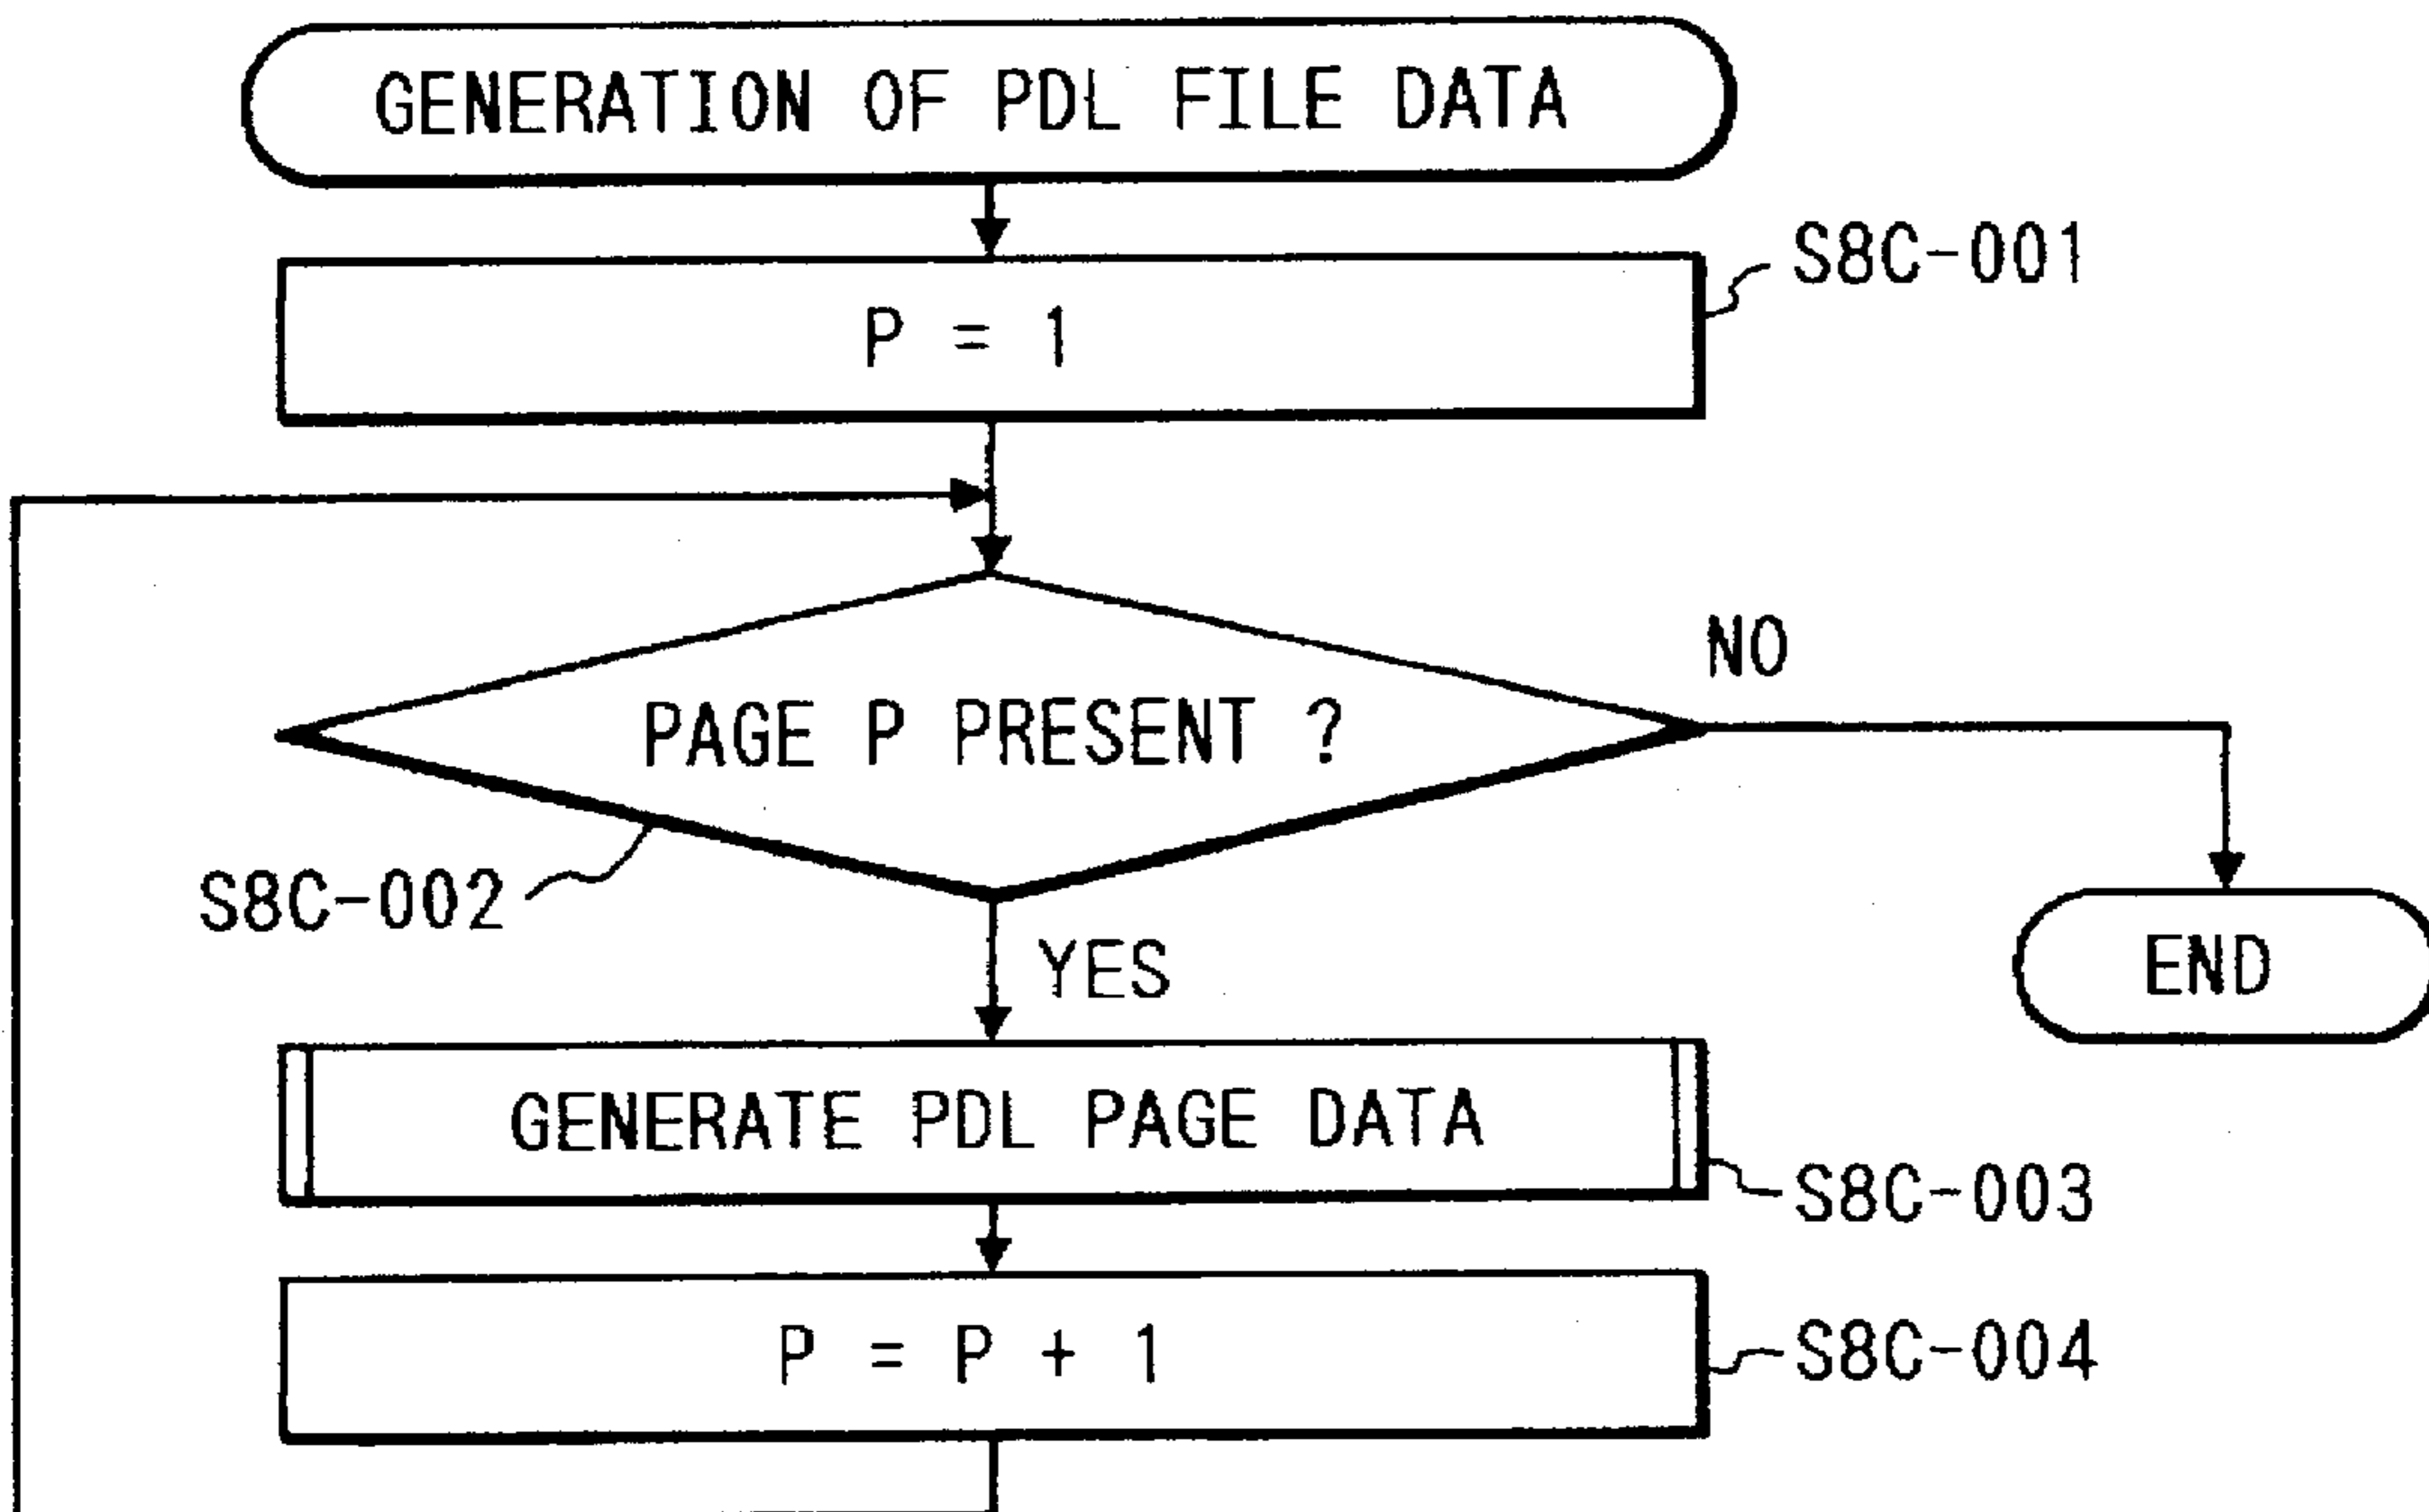 GENERATION OF PDL FILE DATA
S8C-001
P = 1
NO
PAGE P PRESENT ?
S8C-002
YES
END
GENERATE PDL PAGE DATA
S8C-003
P = P + 1
S8C-004